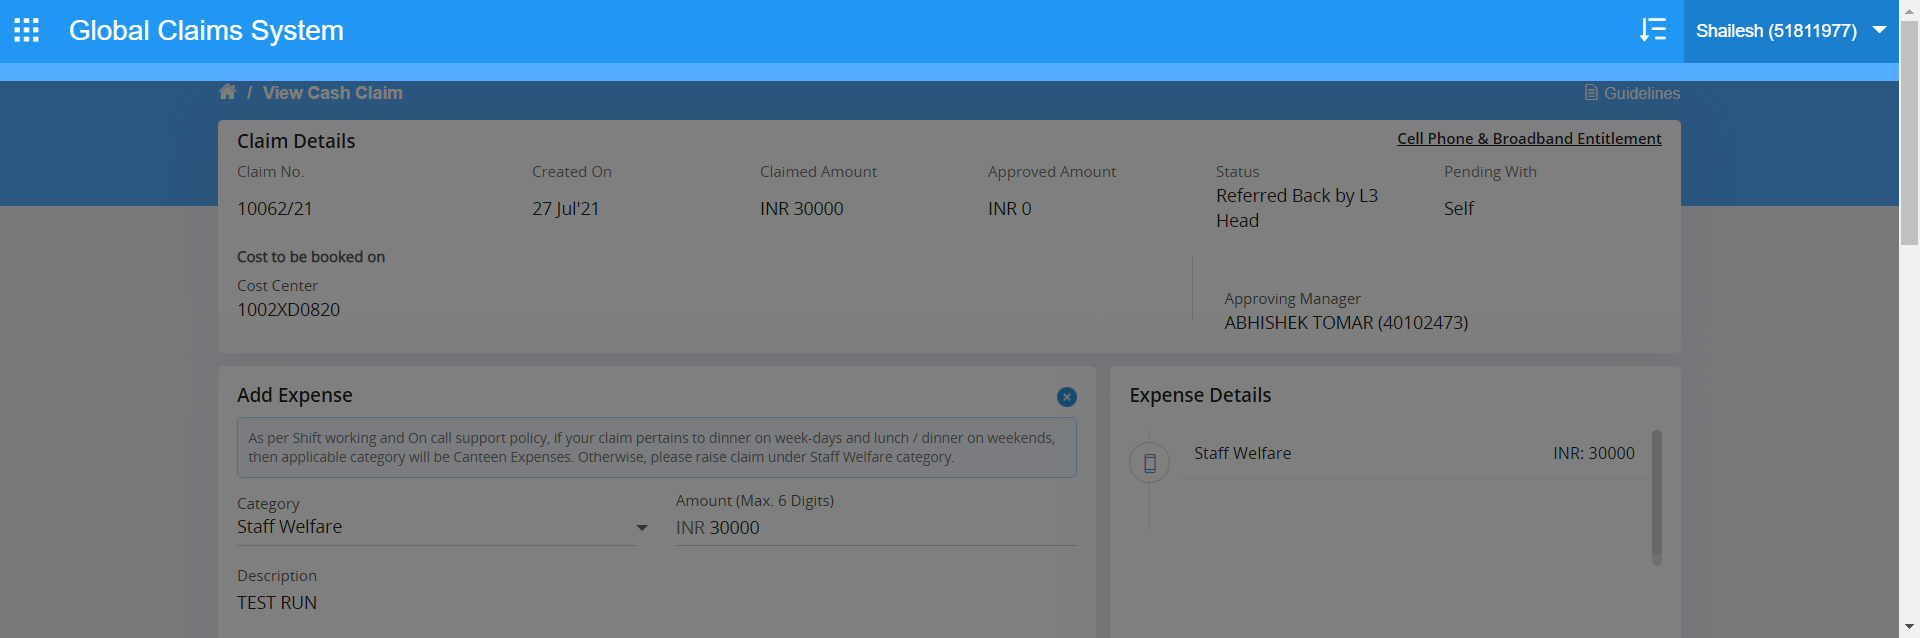 Global Claims System
Shailesh (51811977)
/ View Cash Claim
Guidelines
Claim Details
Cell Phone & Broadband Entitlement
Claim No.
Created On
Claimed Amount
Approved Amount
Status
Pending With
10062/21
27 Jul'21
INR 30000
INR 0
Referred Back by L3
Head
Self
Cost to be booked on
Cost Center
1002XD0820
Approving Manager
ABHISHEK TOMAR (40102473)
Add Expense
As per Shift working and On call support policy, if your claim pertains to dinner on week-days and lunch / dinner on weekends,
then applicable category will be Canteen Expenses. Otherwise, please raise claim under Staff Welfare category.
Category
Staff Welfare
Amount (Max. 6 Digits)
INR 30000
Description
TEST RUN
Expense Details
Staff Welfare
INR: 30000